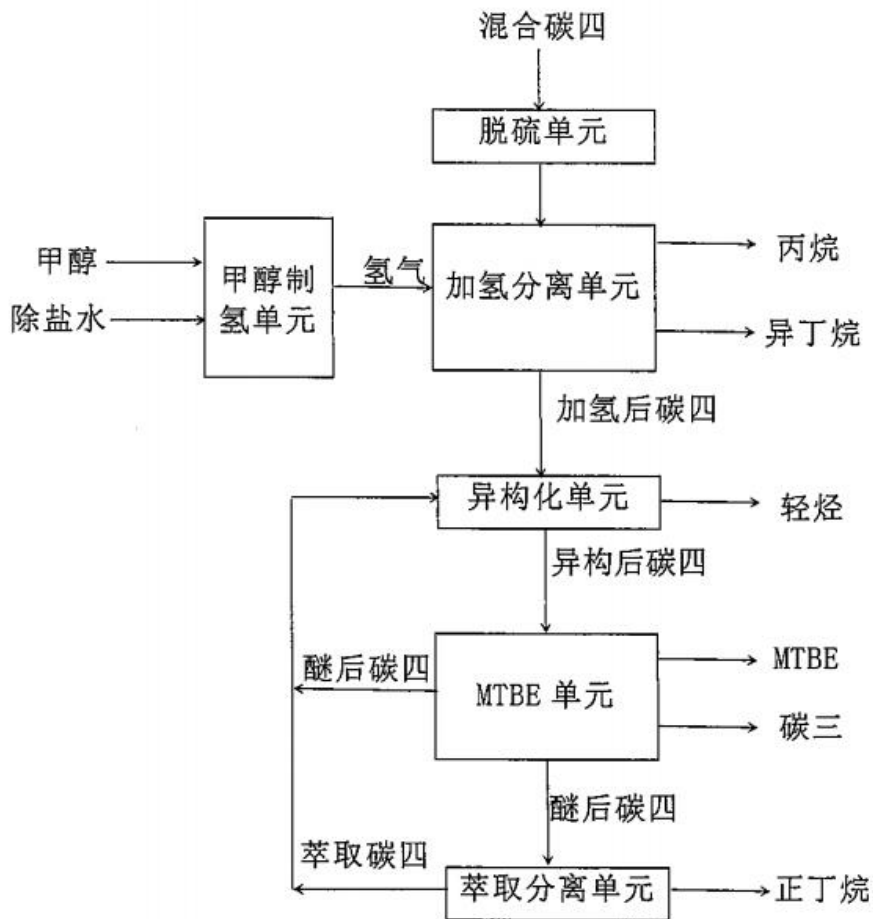 混合碳四
脱硫单元
甲醇
除盐水
甲醇制
氢单元
氢气
加氢分离单元
丙烷
异丁烷
加氢后碳四
异构化单元
轻烃
异构后碳四
醚后碳四
MTBE 单元
MTBE
碳三
醚后碳四
萃取碳四
萃取分离单元
正丁烷